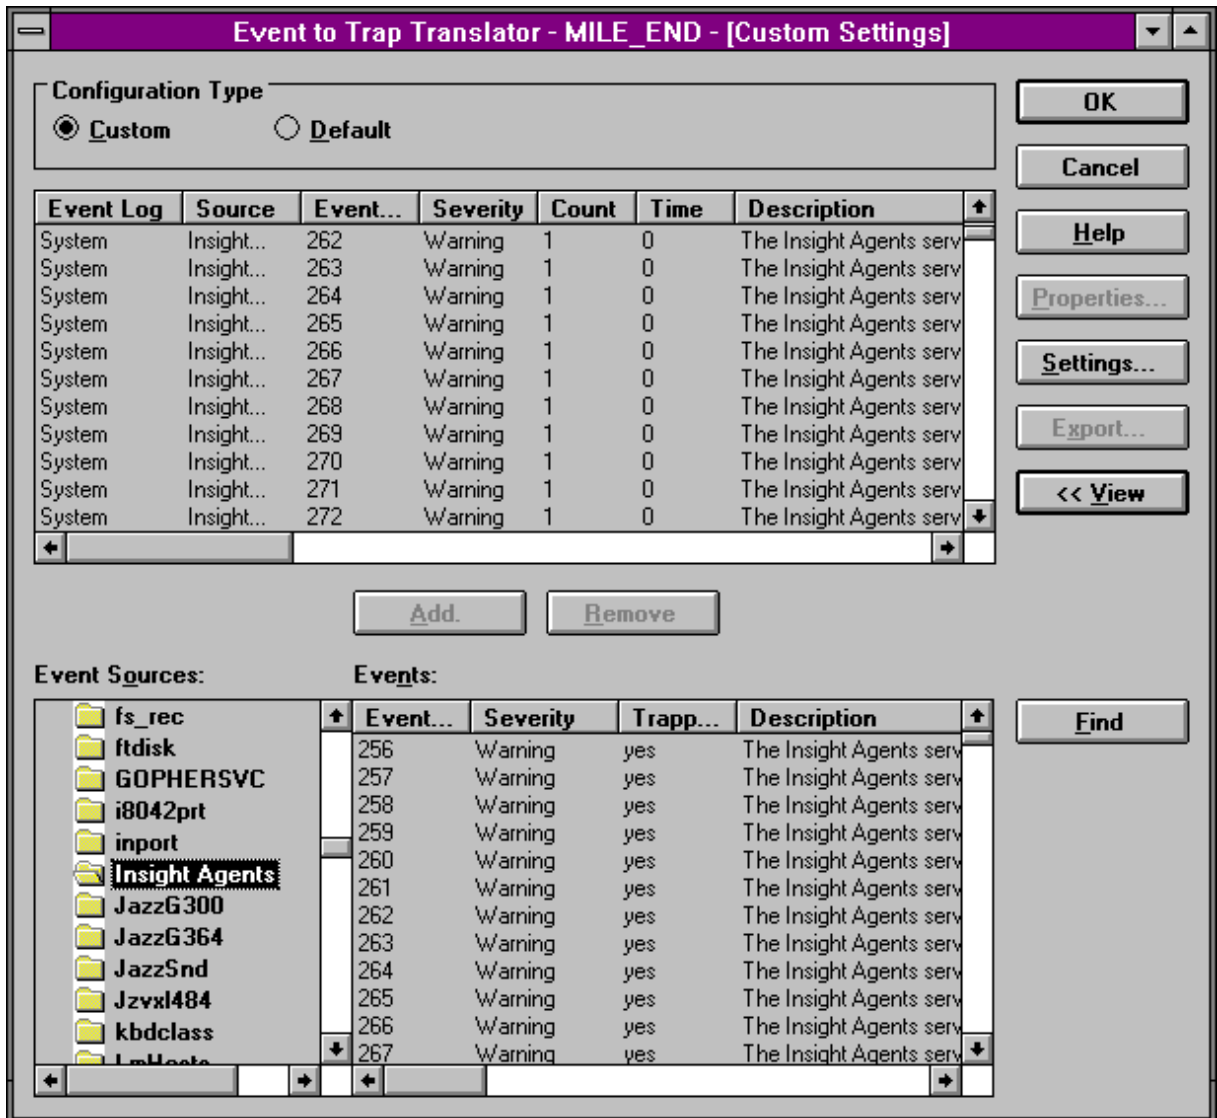 Event to Trap Translator - MILE_END - [Custom Settings]
Configuration Type
Custom Default
OK
Cancel
Help
Properties...
Settings...
Export...
<< View
Event Log Source Event... Severity Count Time Description
System Insight... 262 Warning 1 0 The Insight Agents serv
System Insight... 263 Warning 1 0 The Insight Agents serv
System Insight... 264 Warning 1 0 The Insight Agents serv
System Insight... 265 Warning 1 0 The Insight Agents serv
System Insight... 266 Warning 1 0 The Insight Agents serv
System Insight... 267 Warning 1 0 The Insight Agents serv
System Insight... 268 Warning 1 0 The Insight Agents serv
System Insight... 269 Warning 1 0 The Insight Agents serv
System Insight... 270 Warning 1 0 The Insight Agents serv
System Insight... 271 Warning 1 0 The Insight Agents serv
System Insight... 272 Warning 1 0 The Insight Agents serv
Add. Remove
Event Sources:
fs_rec
ftdisk
GOPHERSVC
i8042prt
inport
Insight Agents
JazzG300
JazzG364
JazzSnd
Jzvxl484
kbdclass
Events:
Event... Severity Trapp... Description
256 Warning yes The Insight Agents serv
257 Warning yes The Insight Agents serv
258 Warning yes The Insight Agents serv
259 Warning yes The Insight Agents serv
260 Warning yes The Insight Agents serv
261 Warning yes The Insight Agents serv
262 Warning yes The Insight Agents serv
263 Warning yes The Insight Agents serv
264 Warning yes The Insight Agents serv
265 Warning yes The Insight Agents serv
266 Warning yes The Insight Agents serv
267 Warning yes The Insight Agents serv
Find